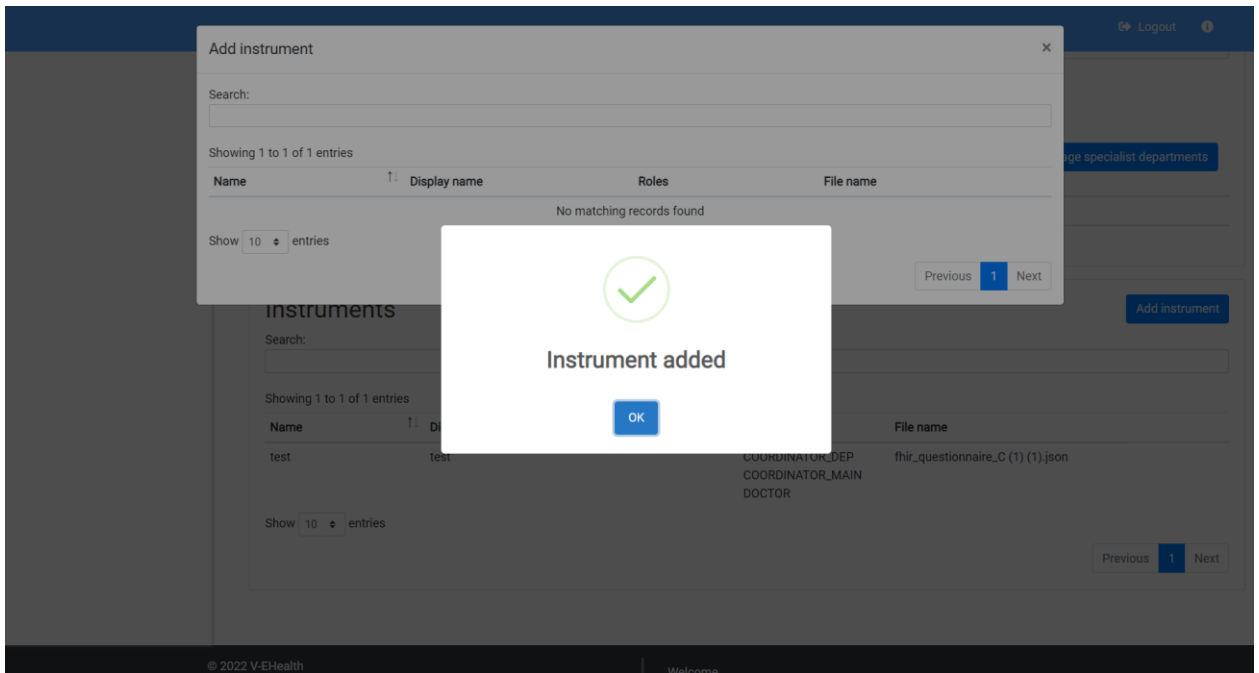 Logout
Add instrument ×
Search:
Showing 1 to 1 of 1 entries
age specialist departments
Name Display name Roles File name
No matching records found
Show 10 entries
Previous 1 Next
Instrument added
OK
Instruments
Add instrument
Search:
Showing 1 to 1 of 1 entries
Name Di File name
test test COORDINATOR_DEP fhir_questionnaire_C (1) (1).json
COORDINATOR_MAIN
DOCTOR
Show 10 entries
Previous 1 Next
© 2022 V-EHealth
Welcome